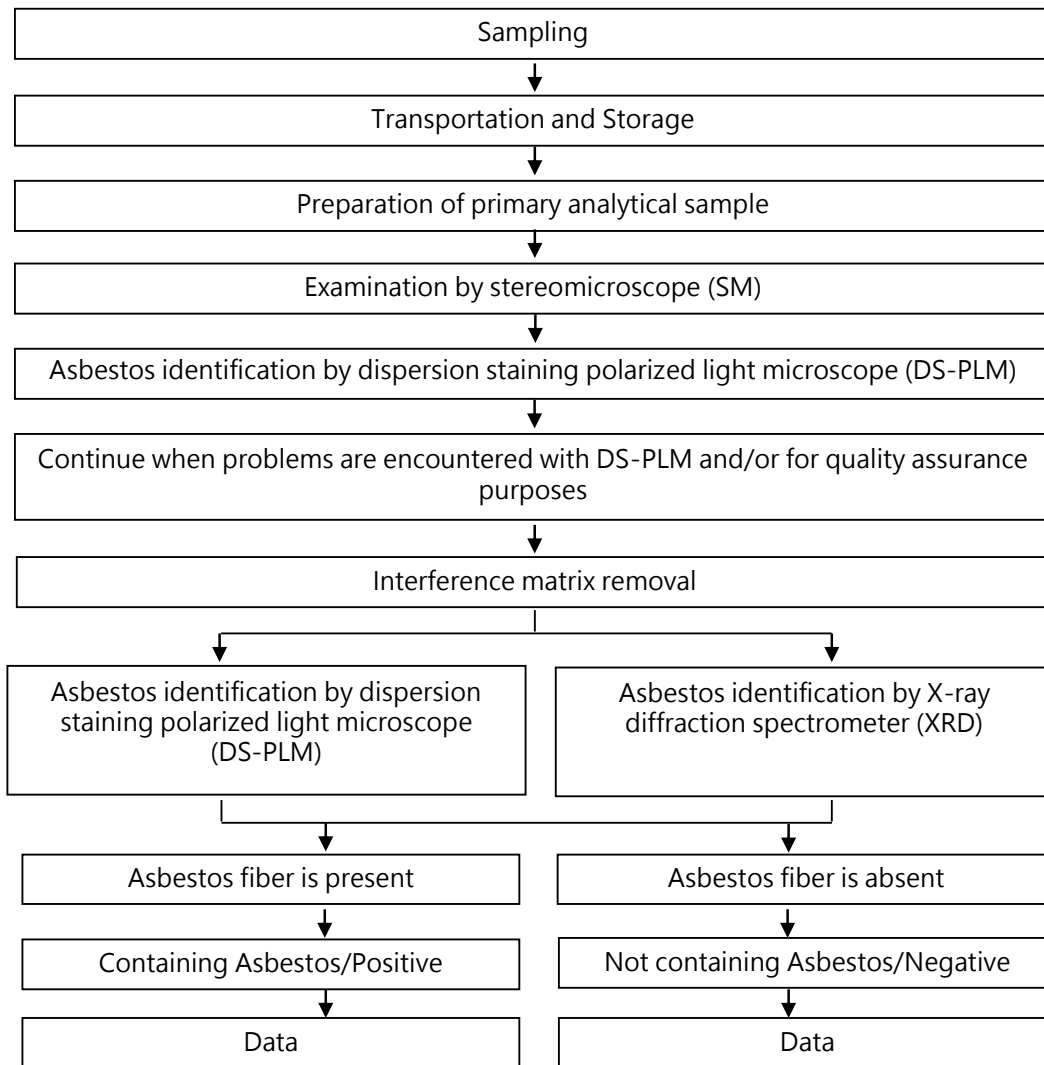 Sampling
Transportation and Storage
Preparation of primary analytical sample
Examination by stereomicroscope (SM)
Asbestos identification by dispersion staining polarized light microscope (DS-PLM)
Continue when problems are encountered with DS-PLM and/or for quality assurance
purposes
Interference matrix removal
Asbestos identification by dispersion
staining polarized light microscope
(DS-PLM)
Asbestos identification by X-ray
diffraction spectrometer (XRD)
Asbestos fiber is present
Asbestos fiber is absent
Containing Asbestos/Positive
Not containing Asbestos/Negative
Data
Data